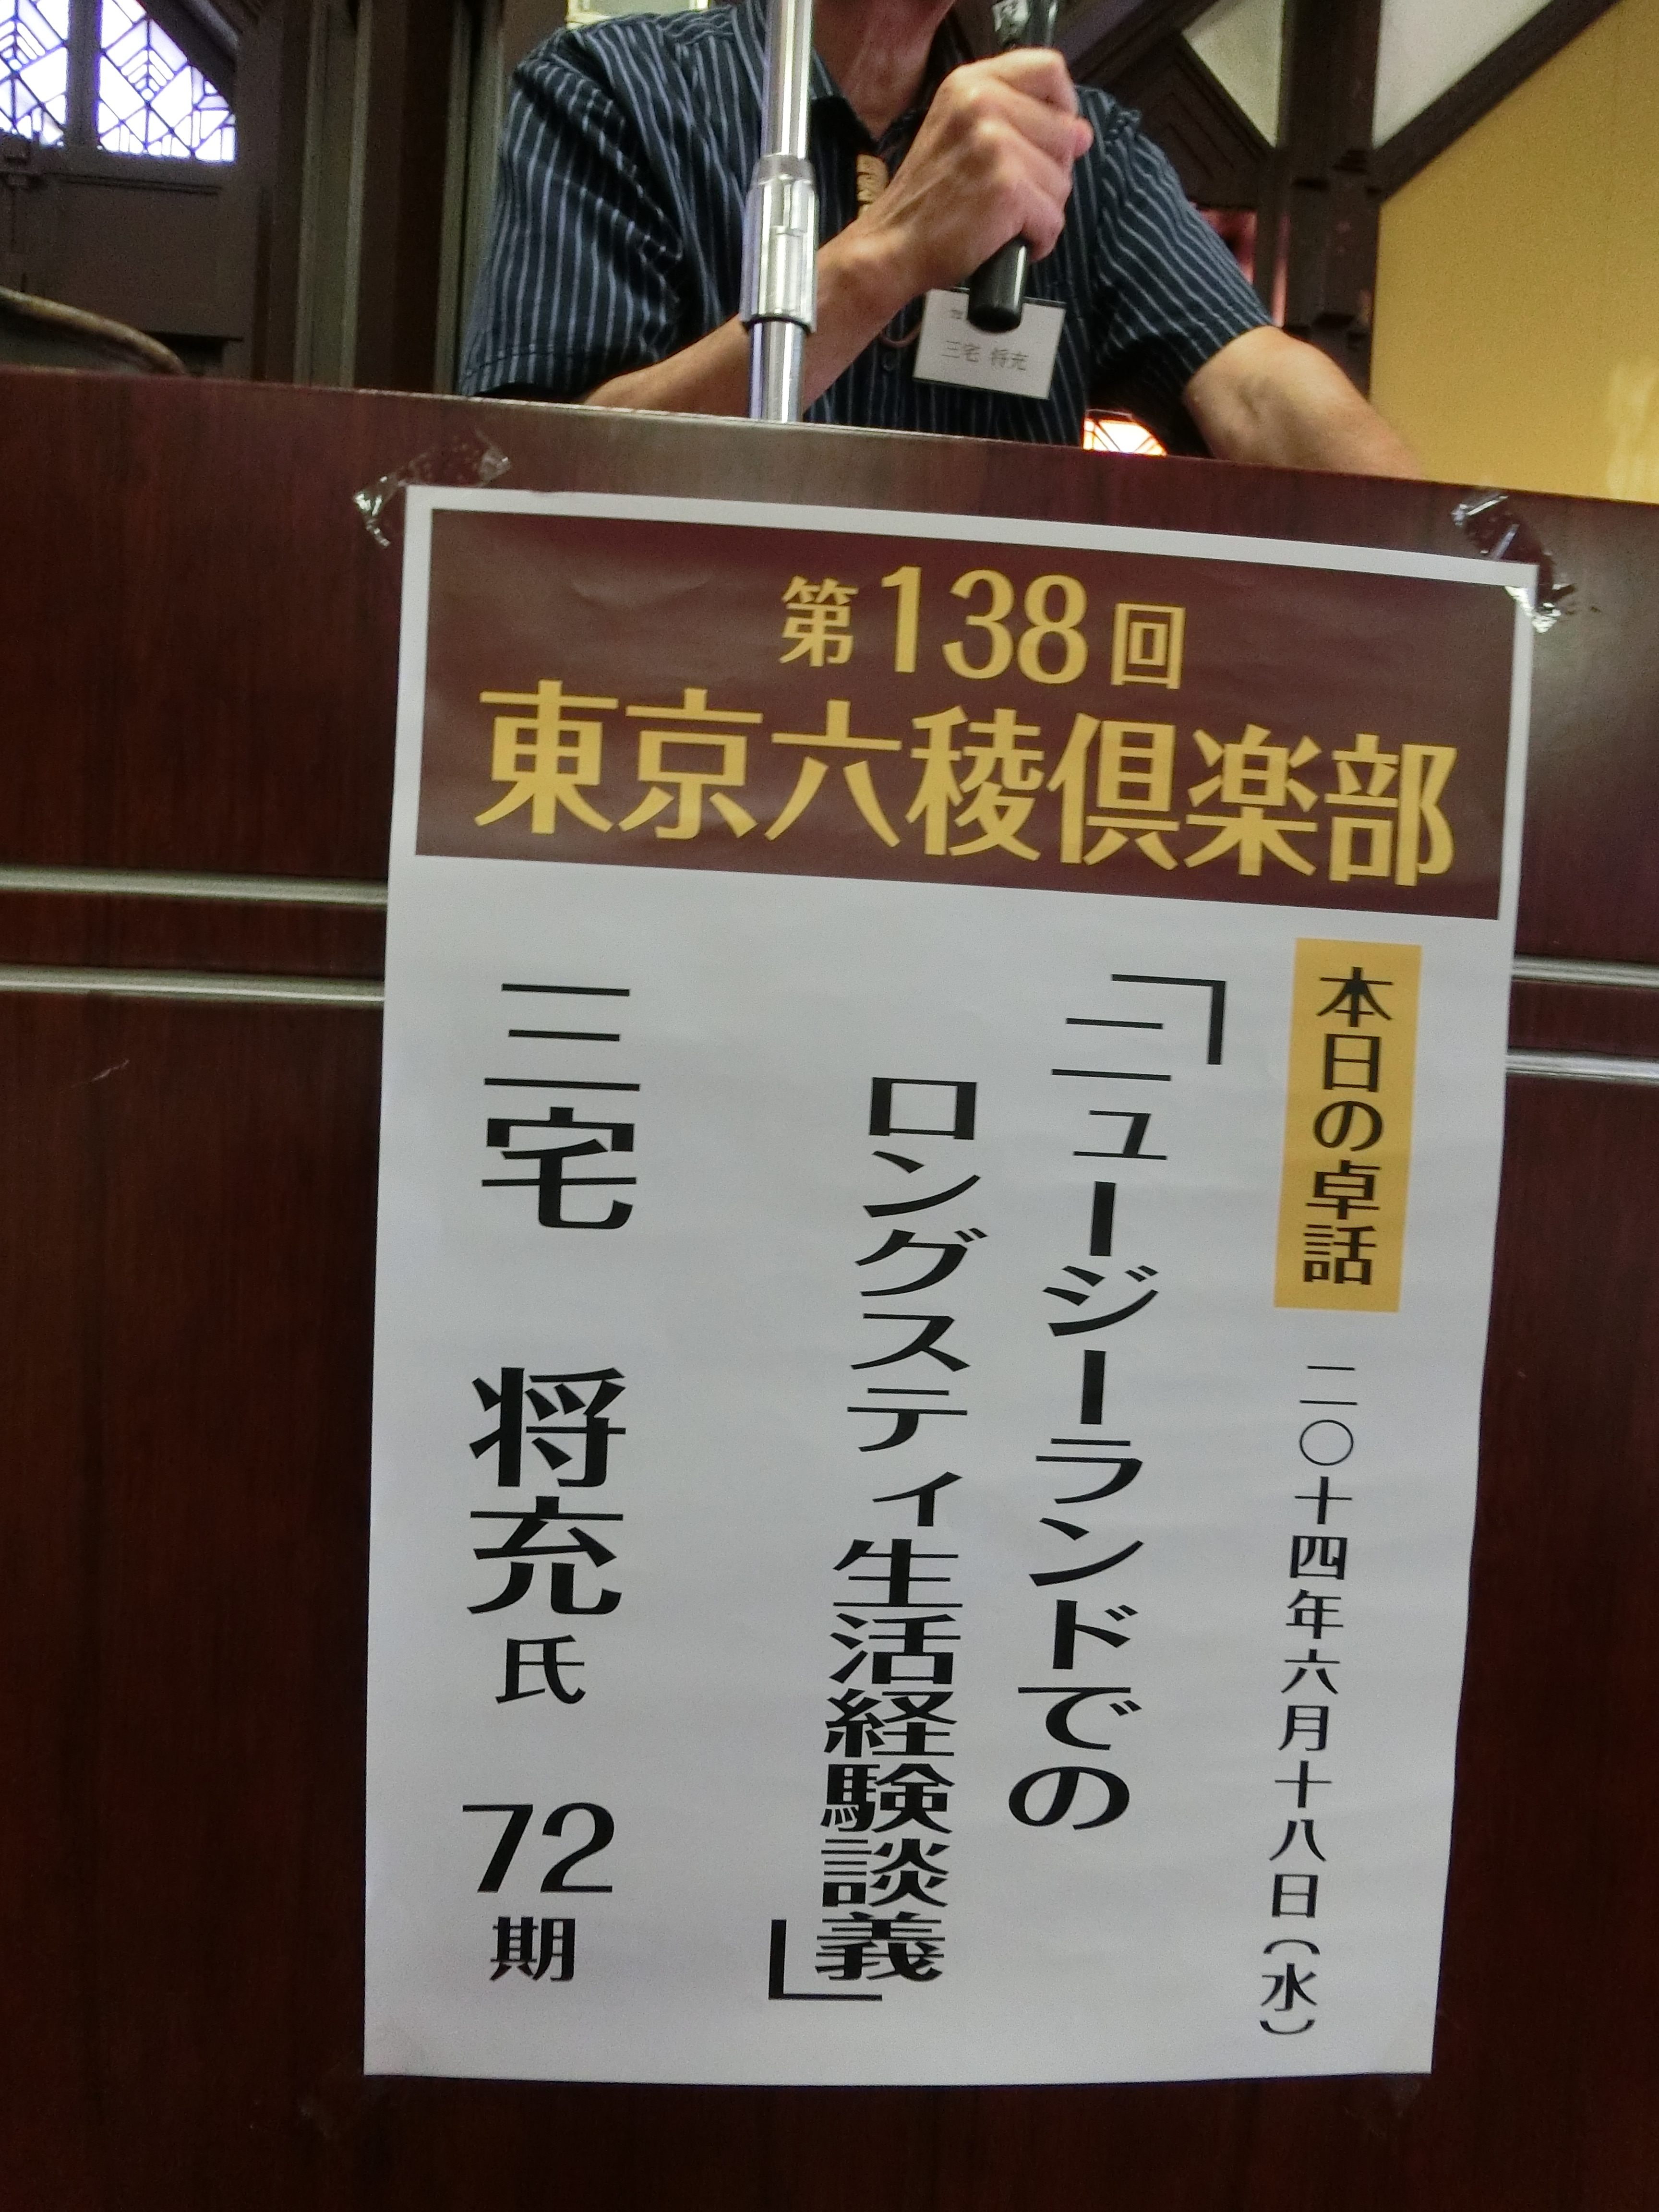 三宅 将充
第138回
東京六稜倶楽部
本日の卓話 二〇十四年六月十八日（水）
「ニュージーランドでの
ロングスティ生活経験談義」
三宅 将充氏 72期